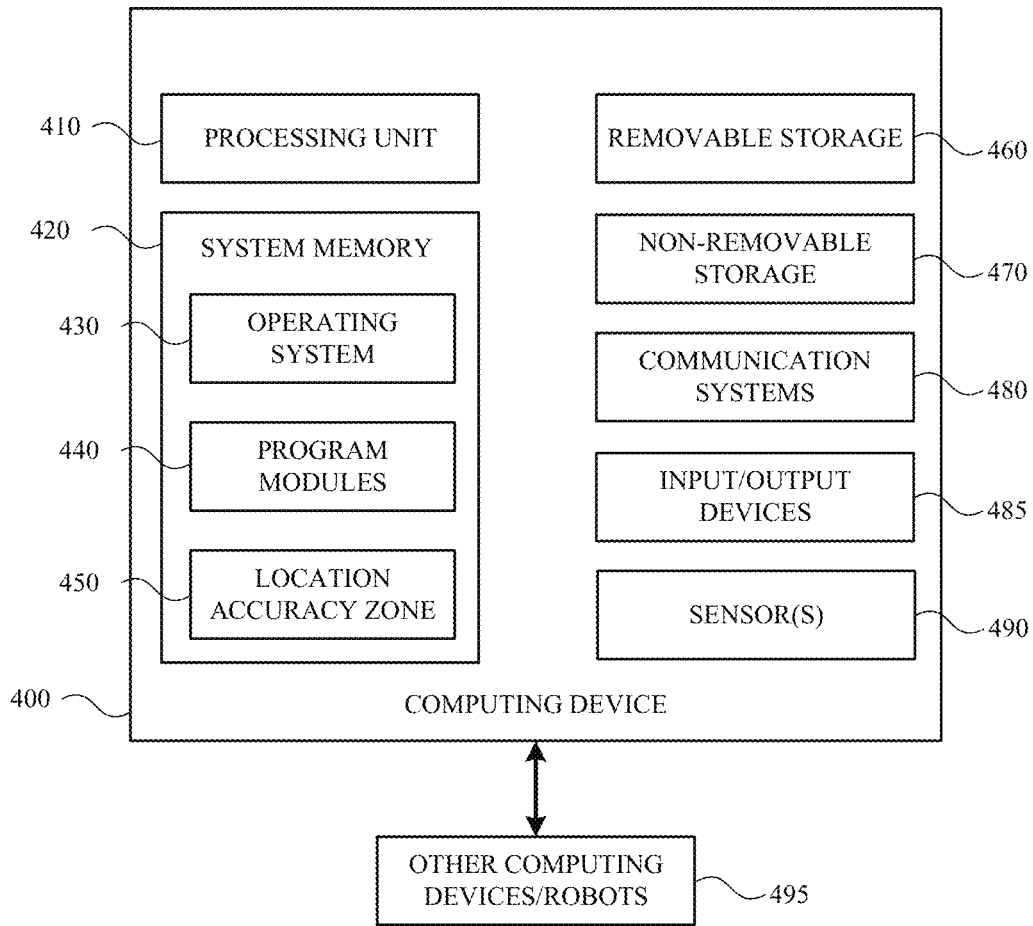 410
PROCESSING UNIT
420
SYSTEM MEMORY
430
OPERATING
SYSTEM
440
PROGRAM
MODULES
450
LOCATION
ACCURACY ZONE
REMOVABLE STORAGE
460
NON-REMOVABLE
STORAGE
470
COMMUNICATION
SYSTEMS
480
INPUT/OUTPUT
DEVICES
485
SENSOR(S)
490
400
COMPUTING DEVICE
OTHER COMPUTING
DEVICES/ROBOTS
495